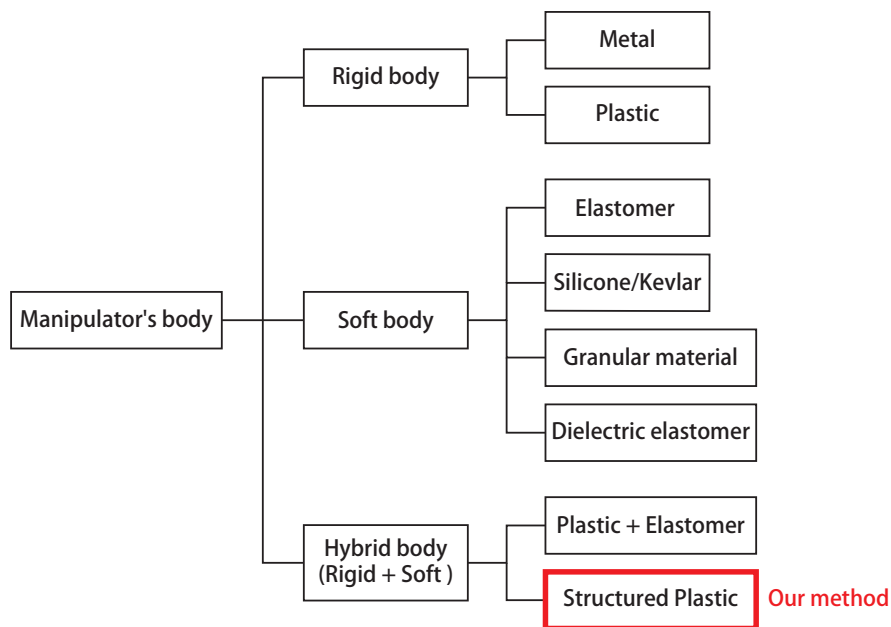 Manipulator's body
Rigid body
Metal
Plastic
Soft body
Elastomer
Silicone/Kevlar
Granular material
Dielectric elastomer
Hybrid body
(Rigid + Soft )
Plastic + Elastomer
Structured Plastic
Our method